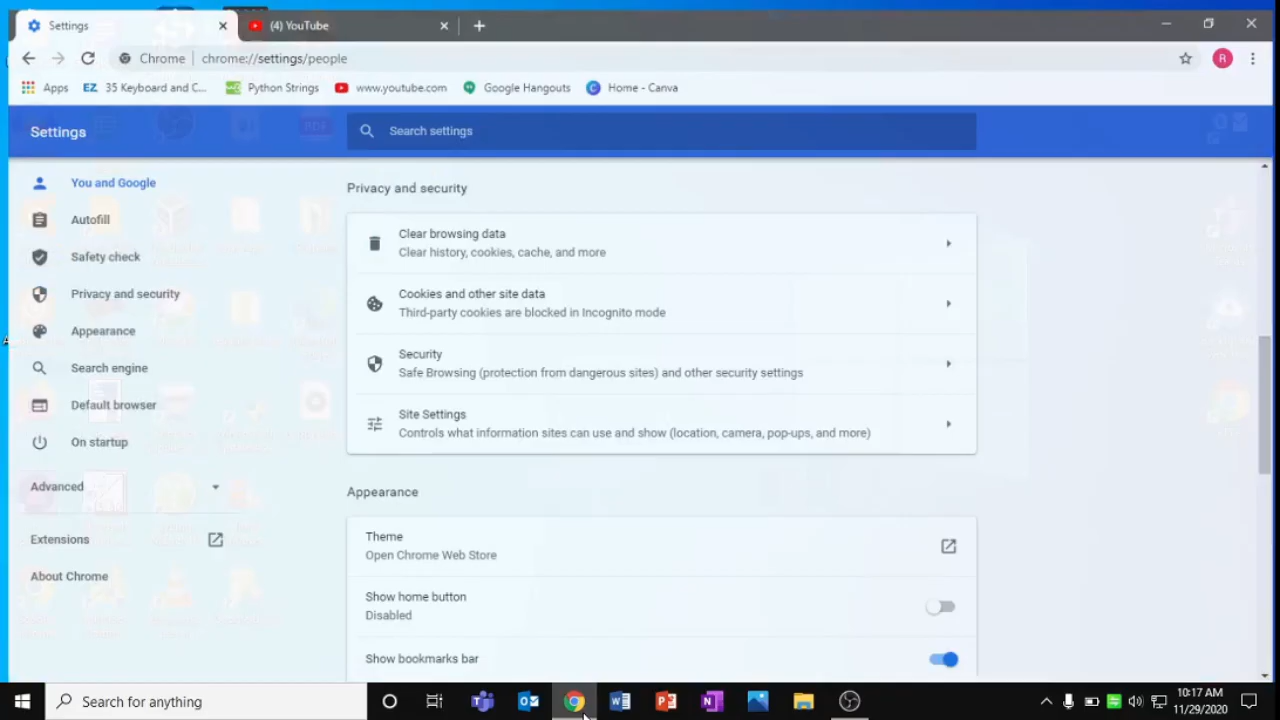 Settings
(4) YouTube
Chrome
chrome://settings/people
R
Apps
EZ 35 Keyboard and C...
Python Strings
www.youtube.com
Google Hangouts
Home - Canva
Settings
Search settings
You and Google
Autofill
Safety check
Privacy and security
Appearance
Search engine
Default browser
On startup
Advanced
Extensions
About Chrome
Privacy and security
Clear browsing data
Clear history, cookies, cache, and more
Cookies and other site data
Third-party cookies are blocked in Incognito mode
Security
Safe Browsing (protection from dangerous sites) and other security settings
Site Settings
Controls what information sites can use and show (location, camera, pop-ups, and more)
Appearance
Theme
Open Chrome Web Store
Show home button
Disabled
Show bookmarks bar
Search for anything
10:17 AM
11/29/2020